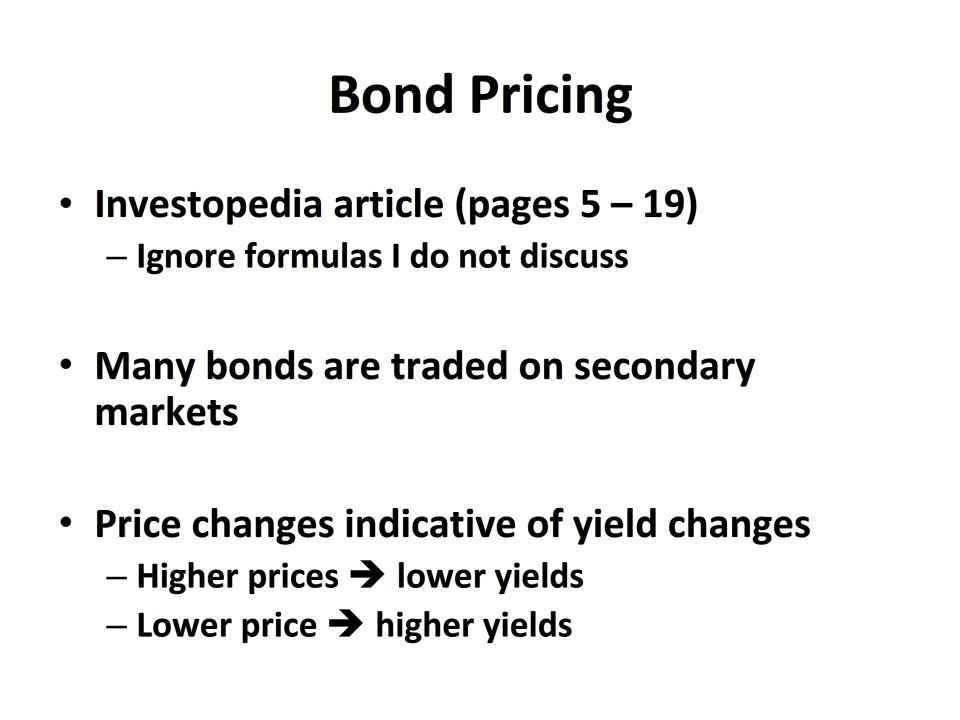 Bond Pricing
• Investopedia article (pages 5 – 19)
– Ignore formulas I do not discuss
• Many bonds are traded on secondary
markets
• Price changes indicative of yield changes
– Higher prices ➔ lower yields
– Lower price ➔ higher yields